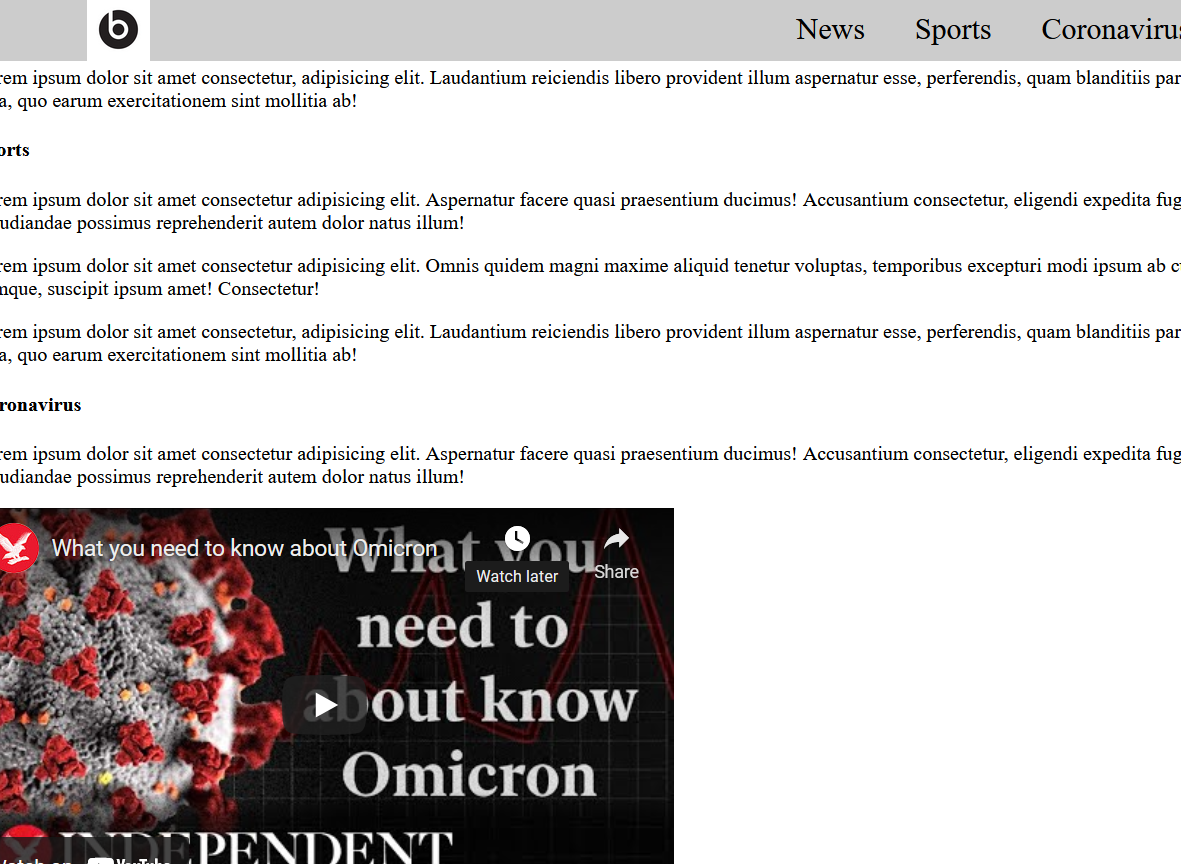 News Sports Coronavirus
rem ipsum dolor sit amet consectetur, adipisicing elit. Laudantium reiciendis libero provident illum aspernatur esse, perferendis, quam blanditiis par
a, quo earum exercitationem sint mollitia ab!
orts
rem ipsum dolor sit amet consectetur adipisicing elit. Aspernatur facere quasi praesentium ducimus! Accusantium consectetur, eligendi expedita fug
udiandae possimus reprehenderit autem dolor natus illum!
rem ipsum dolor sit amet consectetur adipisicing elit. Omnis quidem magni maxime aliquid tenetur voluptas, temporibus excepturi modi ipsum ab c
mque, suscipit ipsum amet! Consectetur!
rem ipsum dolor sit amet consectetur, adipisicing elit. Laudantium reiciendis libero provident illum aspernatur esse, perferendis, quam blanditiis par
a, quo earum exercitationem sint mollitia ab!
ronavirus
rem ipsum dolor sit amet consectetur adipisicing elit. Aspernatur facere quasi praesentium ducimus! Accusantium consectetur, eligendi expedita fug
udiandae possimus reprehenderit autem dolor natus illum!
What you need to know about Omicron
Watch later
Share
What you
need to
about know
Omicron
INDEPENDENT
Watch on YouTube